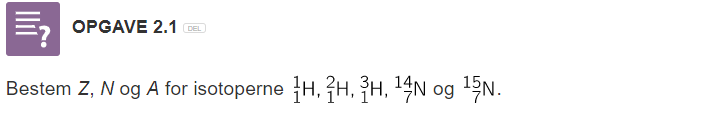 OPGAVE 2.1 DEL
Bestem Z, N og A for isotoperne ¹₁H, ²₁H, ³₁H, ¹⁴₇N og ¹⁵₇N.